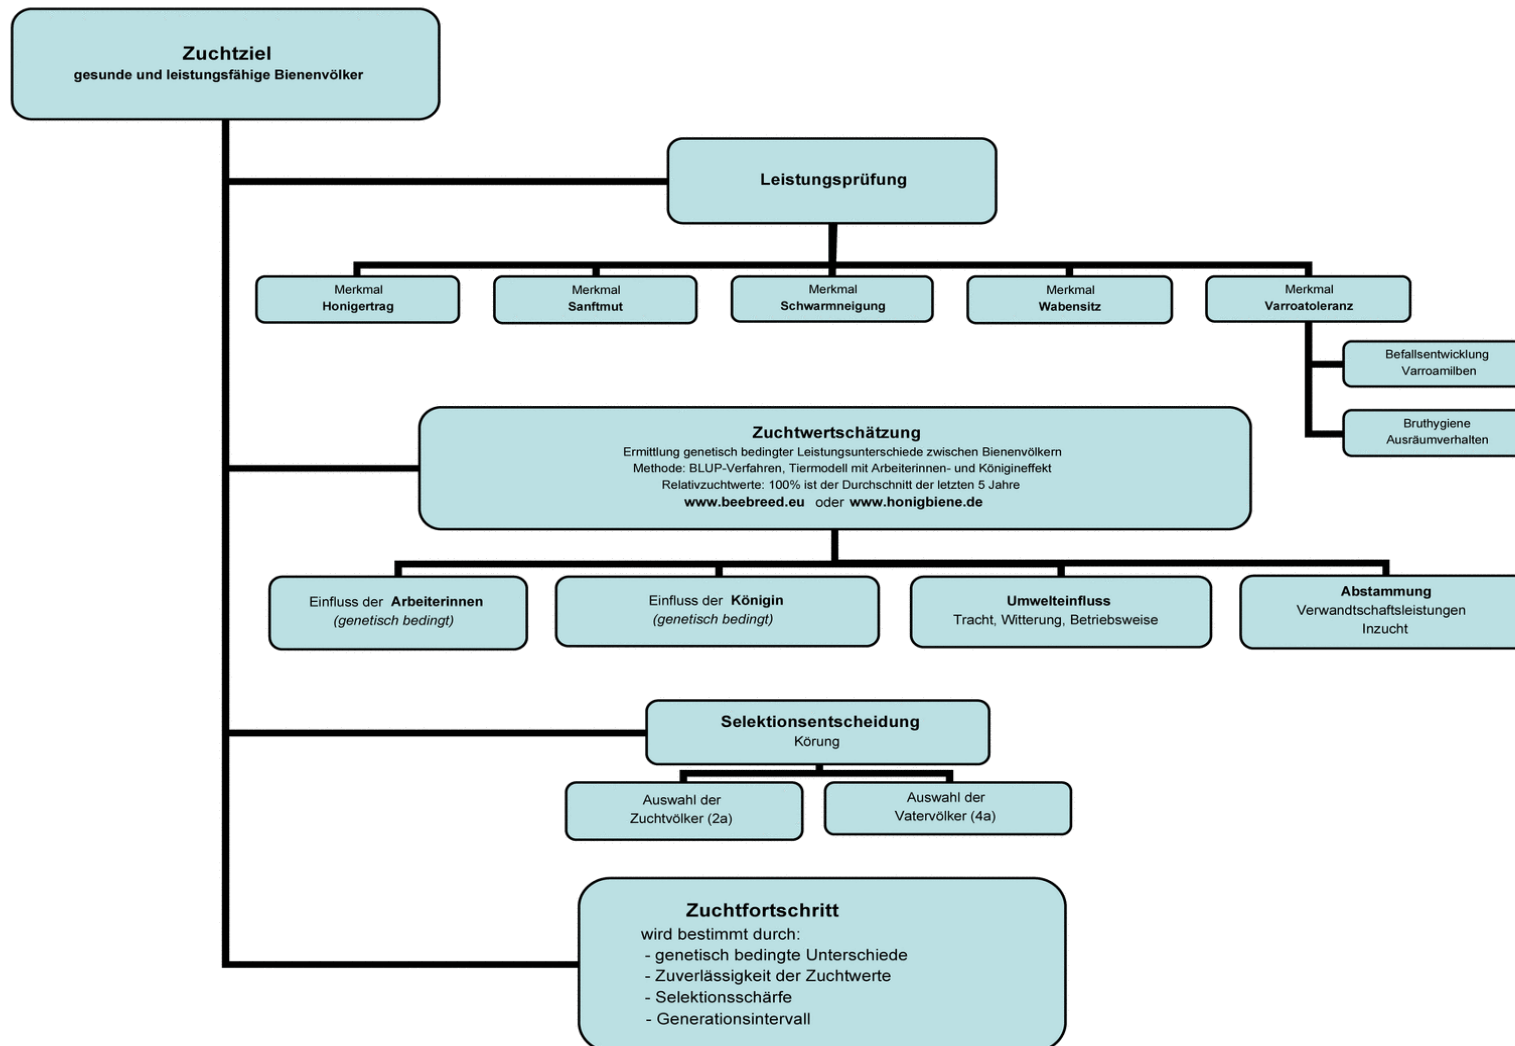 Zuchtziel
gesunde und leistungsfähige Bienenvölker
Leistungsprüfung
Merkmal
Honigertrag
Merkmal
Sanftmut
Merkmal
Schwarmneigung
Merkmal
Wabensitz
Merkmal
Varroatoleranz
Befallsentwicklung
Varroamilben
Bruthygiene
Ausräumverhalten
Zuchtwertschätzung
Ermittlung genetisch bedingter Leistungsunterschiede zwischen Bienenvölkern
Methode: BLUP-Verfahren, Tiermodell mit Arbeiterinnen- und Königineffekt
Relativzuchtwerte: 100% ist der Durchschnitt der letzten 5 Jahre
www.beebreed.eu oder www.honigbiene.de
Einfluss der Arbeiterinnen
(genetisch bedingt)
Einfluss der Königin
(genetisch bedingt)
Umwelteinfluss
Tracht, Witterung, Betriebsweise
Abstammung
Verwandtschaftsleistungen
Inzucht
Selektionsentscheidung
Körung
Auswahl der
Zuchtvölker (2a)
Auswahl der
Vatervölker (4a)
Zuchtfortschritt
wird bestimmt durch:
- genetisch bedingte Unterschiede
- Zuverlässigkeit der Zuchtwerte
- Selektionsschärfe
- Generationsintervall